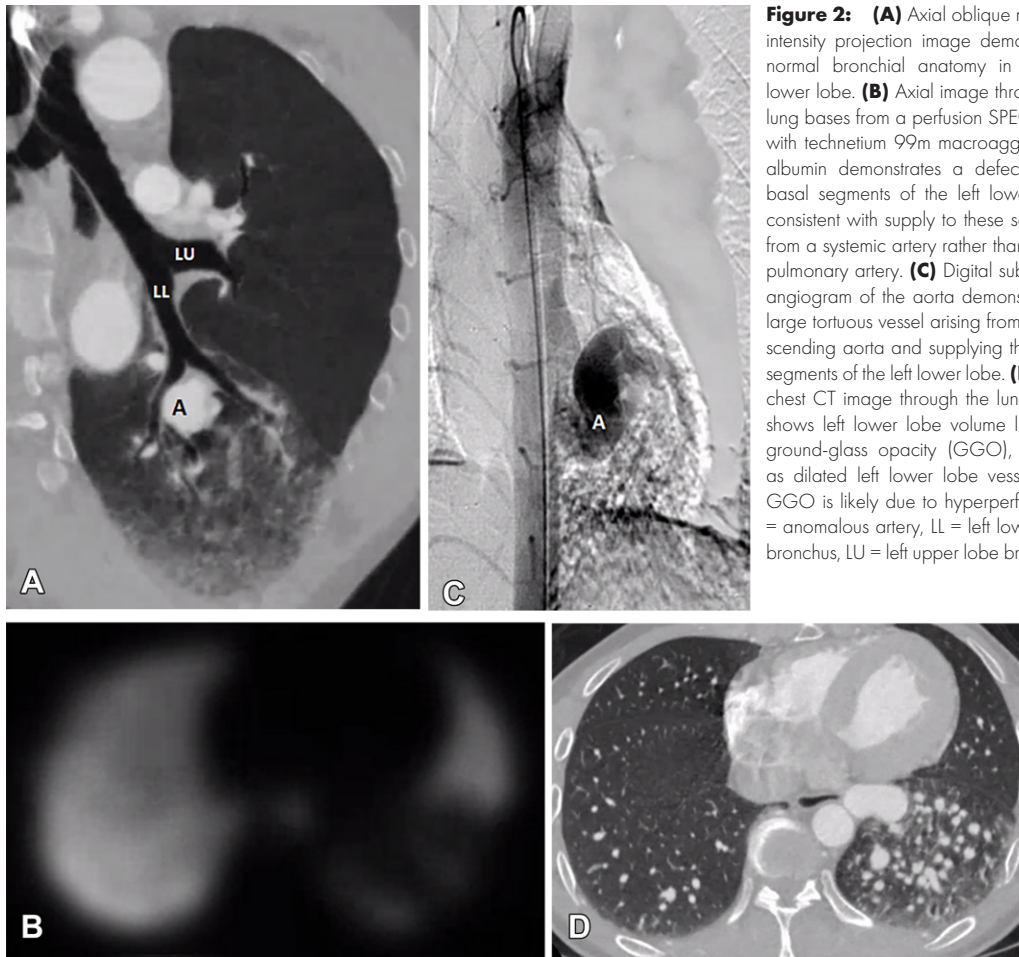 Figure 2: (A) Axial oblique
intensity projection image demo
normal bronchial anatomy in
lower lobe. (B) Axial image thro
lung bases from a perfusion SPE
with technetium 99m macroagg
albumin demonstrates a defec
basal segments of the left lowe
consistent with supply to these se
from a systemic artery rather than
pulmonary artery. (C) Digital sub
angiogram of the aorta demons
large tortuous vessel arising from
scending aorta and supplying th
segments of the left lower lobe.
chest CT image through the lun
shows left lower lobe volume l
ground-glass opacity (GGO),
as dilated left lower lobe vess
GGO is likely due to hyperperf
= anomalous artery, LL = left low
bronchus, LU = left upper lobe br
LU
LL
A
A
A
C
B
D